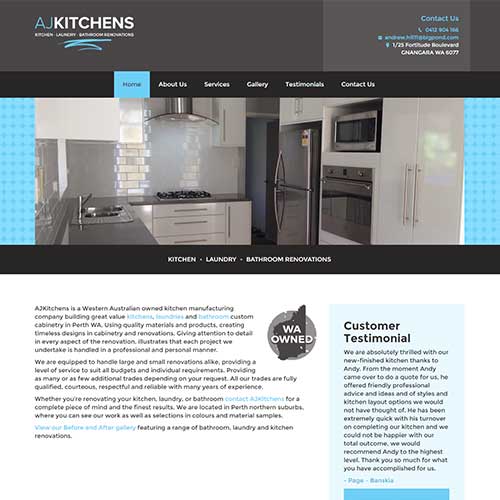 AJKITCHENS
KITCHEN - LAUNDRY - BATHROOM RENOVATIONS
Contact Us
0412 904 166
andrew.hill11@bigpond.com
1/25 Fortitude Boulevard
GNANGARA WA 6077
Home About Us Services Gallery Testimonials Contact Us
KITCHEN • LAUNDRY • BATHROOM RENOVATIONS
AJKitchens is a Western Australian owned kitchen manufacturing
company building great value kitchens, laundries and bathroom custom
cabinetry in Perth WA. Using quality materials and products, creating
timeless designs in cabinetry and renovations. Giving attention to detail
in every aspect of the renovation, illustrates that each project we
undertake is handled in a professional and personal manner.
WA
OWNED
We are equipped to handle large and small renovations alike, providing a
level of service to suit all budgets and individual requirements. Providing
as many or as few additional trades depending on your request. All our trades are fully
qualified, courteous, respectful and reliable with many years of experience.
Whether you're renovating your kitchen, laundry, or bathroom contact AJKitchens for a
complete piece of mind and the finest results. We are located in Perth northern suburbs,
where you can see our work as well as selections in colours and material samples.
View our Before and After gallery featuring a range of bathroom, laundry and kitchen
renovations.
Customer
Testimonial
We are absolutely thrilled with our
new-finished kitchen thanks to
Andy. From the moment Andy
came over to do a quote for us, he
offered friendly professional
advice and ideas and of styles and
kitchen layout options we would
not have thought of. He has been
extremely quick with his turnover
on completing our kitchen and we
could not be happier with our
total outcome, we would
recommend Andy to the highest
level. Thank you so much for what
you have accomplished for us.
- Page - Banskia